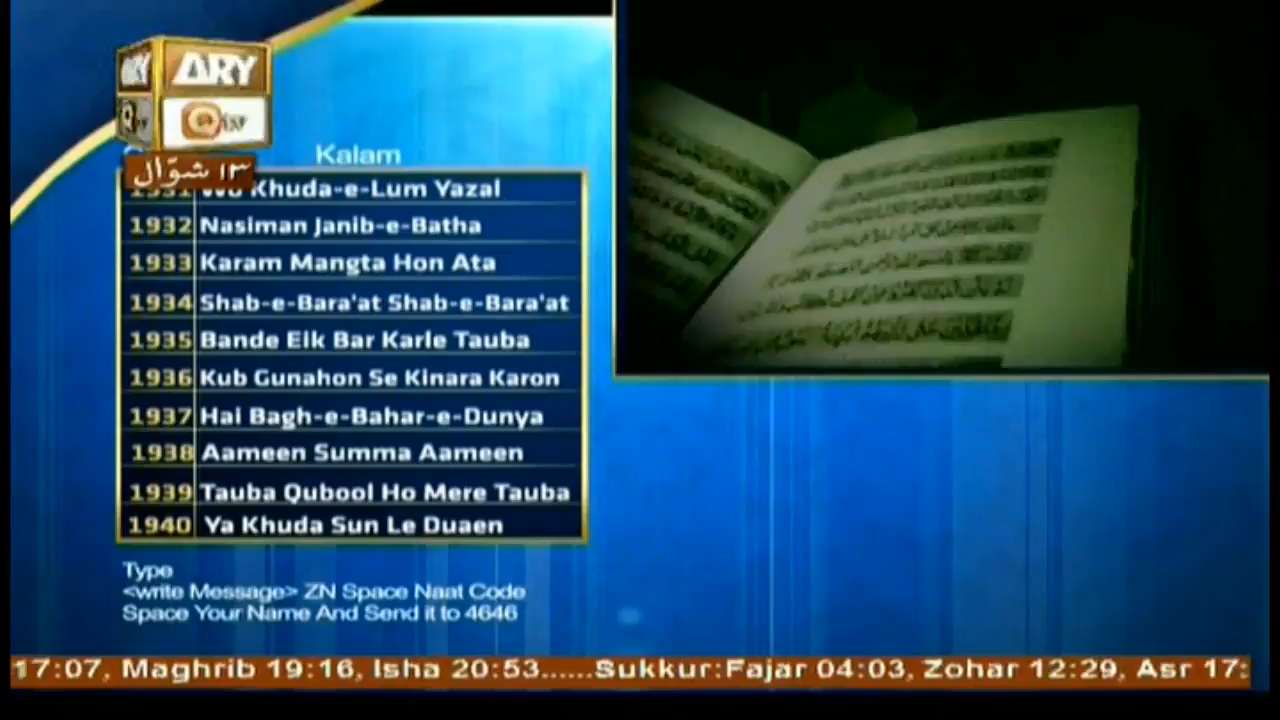 ARY
Qtv
۱۳ شوّال
Kalam
1931 Wo Khuda-e-Lum Yazal
1932 Nasiman Janib-e-Batha
1933 Karam Mangta Hon Ata
1934 Shab-e-Bara'at Shab-e-Bara'at
1935 Bande Eik Bar Karle Tauba
1936 Kub Gunahon Se Kinara Karon
1937 Hai Bagh-e-Bahar-e-Dunya
1938 Aameen Summa Aameen
1939 Tauba Qubool Ho Mere Tauba
1940 Ya Khuda Sun Le Duaen
Type
<write Message> ZN Space Naat Code
Space Your Name And Send it to 4646
17:07, Maghrib 19:16, Isha 20:53......Sukkur:Fajar 04:03, Zohar 12:29, Asr 17: